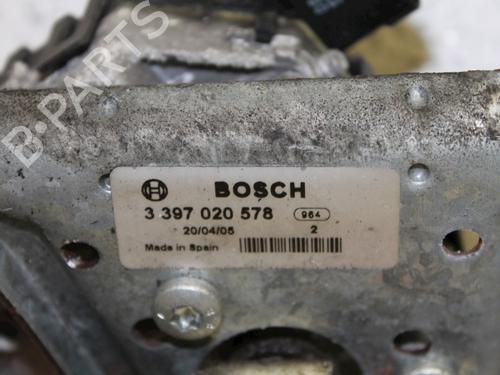 B-PARTS
BOSCH
3 397 020 578 964
20/04/05 2
Made in Spain